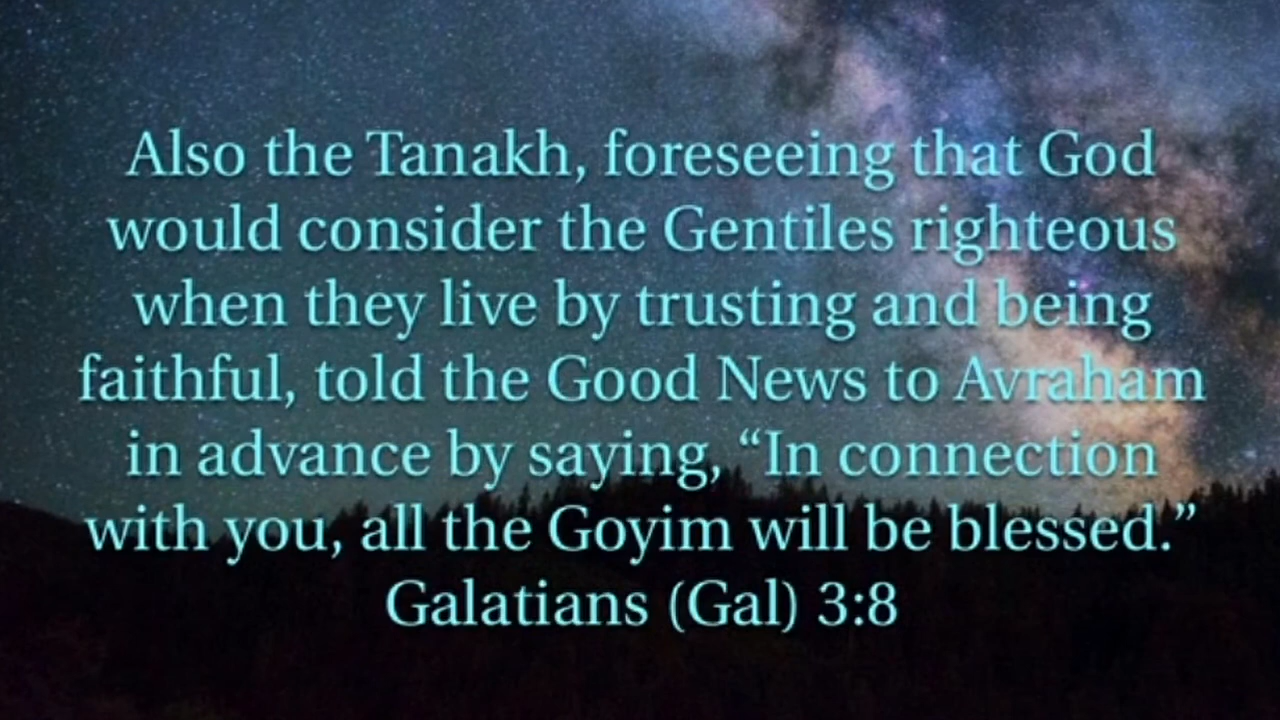 Also the Tanakh, foreseeing that God
would consider the Gentiles righteous
when they live by trusting and being
faithful, told the Good News to Avraham
in advance by saying, “In connection
with you, all the Goyim will be blessed.”
Galatians (Gal) 3:8